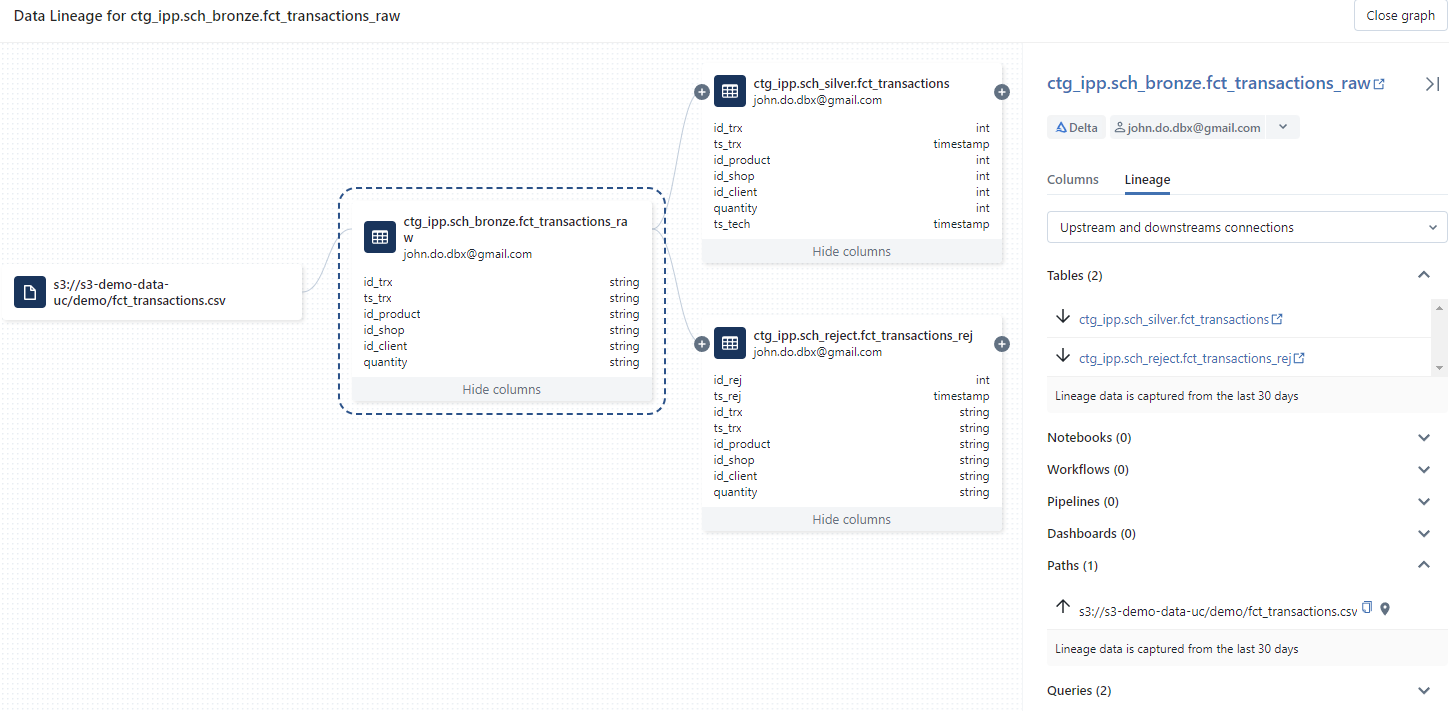 Data Lineage for ctg_ipp.sch_bronze.fct_transactions_raw
Close graph
s3://s3-demo-data-
uc/demo/fct_transactions.csv
ctg_ipp.sch_bronze.fct_transactions_ra
w
john.do.dbx@gmail.com
id_trx string
ts_trx string
id_product string
id_shop string
id_client string
quantity string
Hide columns
ctg_ipp.sch_silver.fct_transactions
john.do.dbx@gmail.com
id_trx int
ts_trx timestamp
id_product int
id_shop int
id_client int
quantity int
ts_tech timestamp
Hide columns
ctg_ipp.sch_reject.fct_transactions_rej
john.do.dbx@gmail.com
id_rej int
ts_rej timestamp
id_trx string
ts_trx string
id_product string
id_shop string
id_client string
quantity string
Hide columns
ctg_ipp.sch_bronze.fct_transactions_raw
Delta john.do.dbx@gmail.com
Columns Lineage
Upstream and downstreams connections
Tables (2)
ctg_ipp.sch_silver.fct_transactions
ctg_ipp.sch_reject.fct_transactions_rej
Lineage data is captured from the last 30 days
Notebooks (0)
Workflows (0)
Pipelines (0)
Dashboards (0)
Paths (1)
s3://s3-demo-data-uc/demo/fct_transactions.csv
Lineage data is captured from the last 30 days
Queries (2)